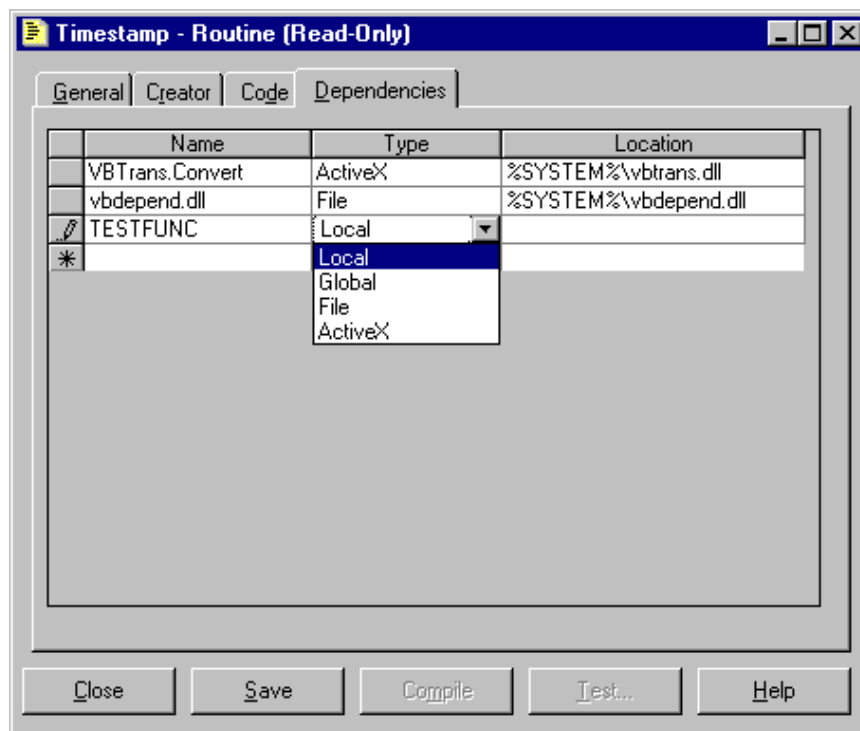 Timestamp - Routine (Read-Only)
General Creator Code Dependencies
Name Type Location
VBTrans.Convert ActiveX %SYSTEM%\vbtrans.dll
vbdepend.dll File %SYSTEM%\vbdepend.dll
TESTFUNC Local
Local
Global
File
ActiveX
Close Save Compile Test... Help